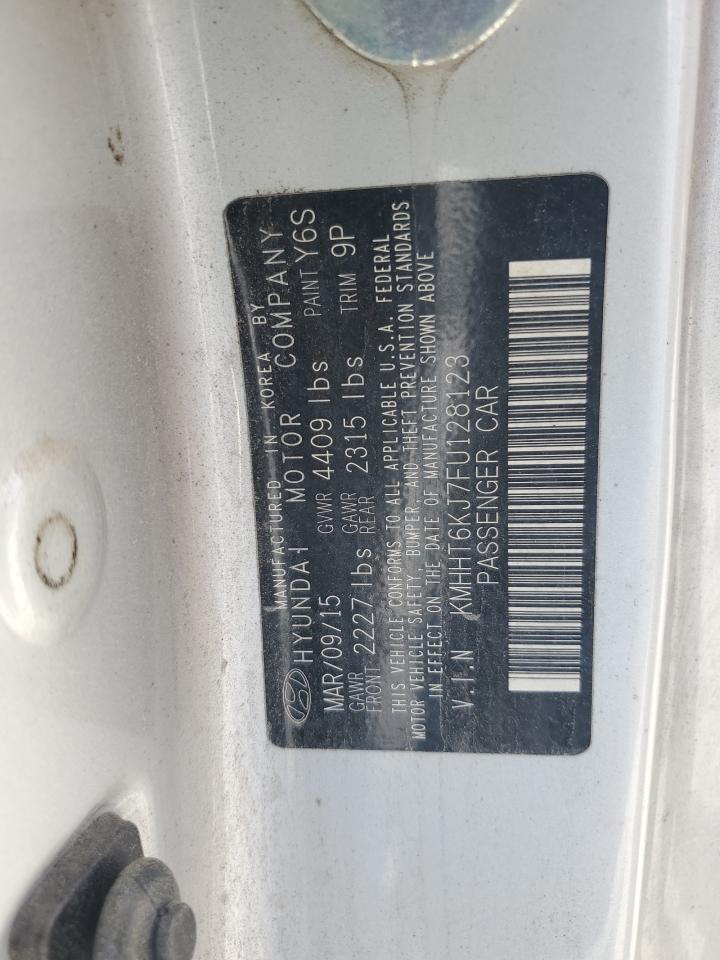 MANUFACTURED IN KOREA BY
HYUNDAI MOTOR COMPANY
MAR/09/15 GVWR 4409 lbs PAINT Y6S
GAWR FRONT 2227 lbs GAWR REAR 2315 lbs TRIM 9P
THIS VEHICLE CONFORMS TO ALL APPLICABLE U.S.A. FEDERAL
MOTOR VEHICLE SAFETY, BUMPER, AND THEFT PREVENTION STANDARDS
IN EFFECT ON THE DATE OF MANUFACTURE SHOWN ABOVE
V.I.N KMHHT6KJ7FU128123
PASSENGER CAR